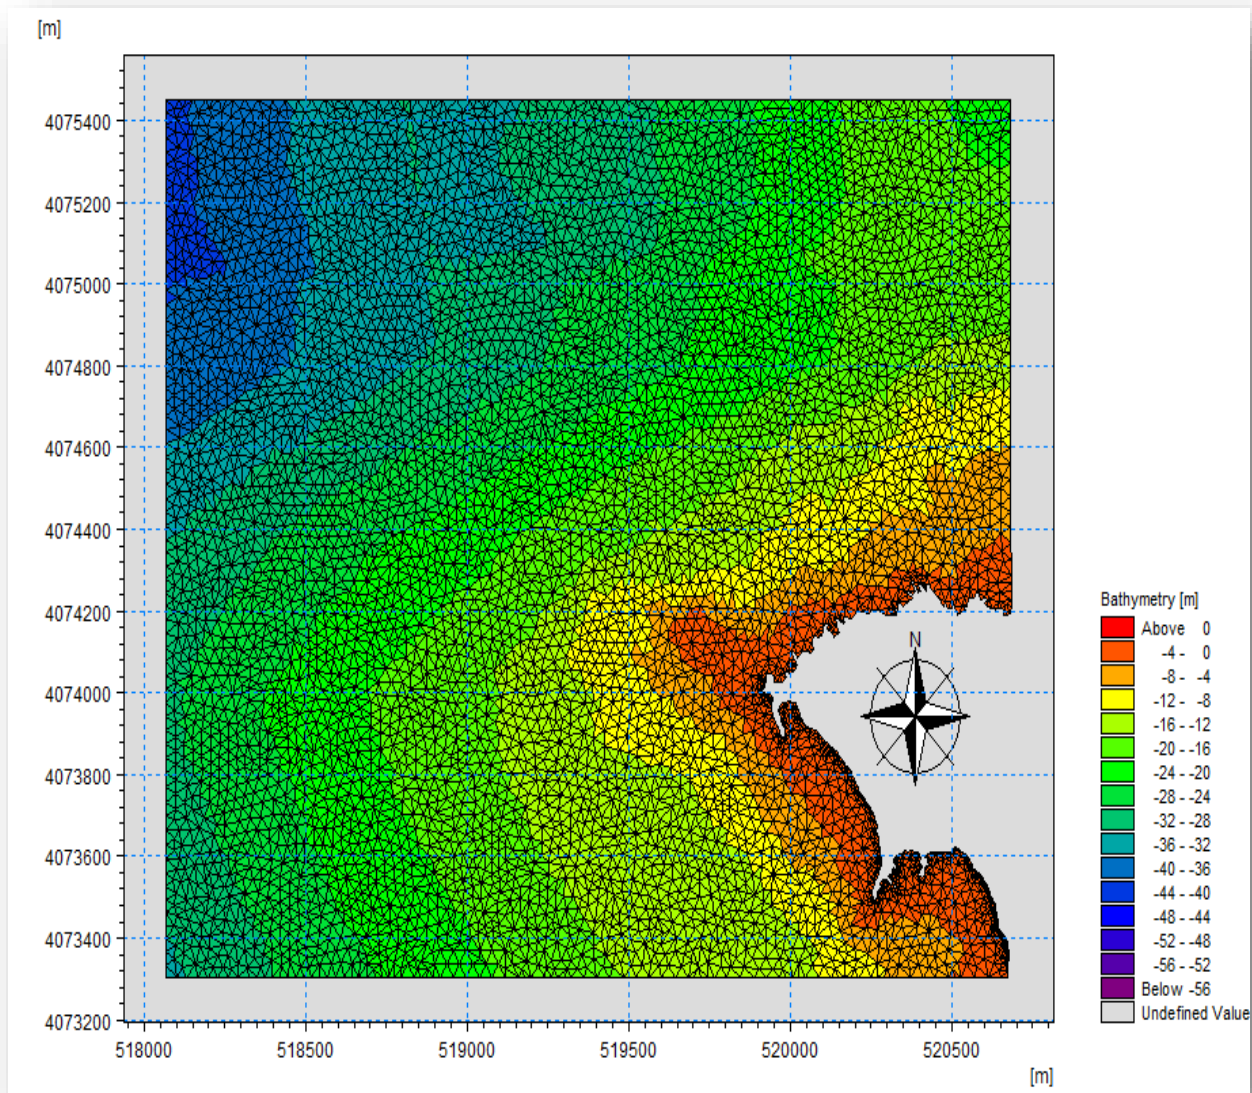 [m]
4075400
4075200
4075000
4074800
4074600
4074400
4074200
4074000
4073800
4073600
4073400
4073200
518000 518500 519000 519500 520000 520500
[m]
N
Bathymetry [m]
Above 0
-4 - 0
-8 - -4
-12 - -8
-16 - -12
-20 - -16
-24 - -20
-28 - -24
-32 - -28
-36 - -32
-40 - -36
-44 - -40
-48 - -44
-52 - -48
-56 - -52
Below -56
Undefined Value